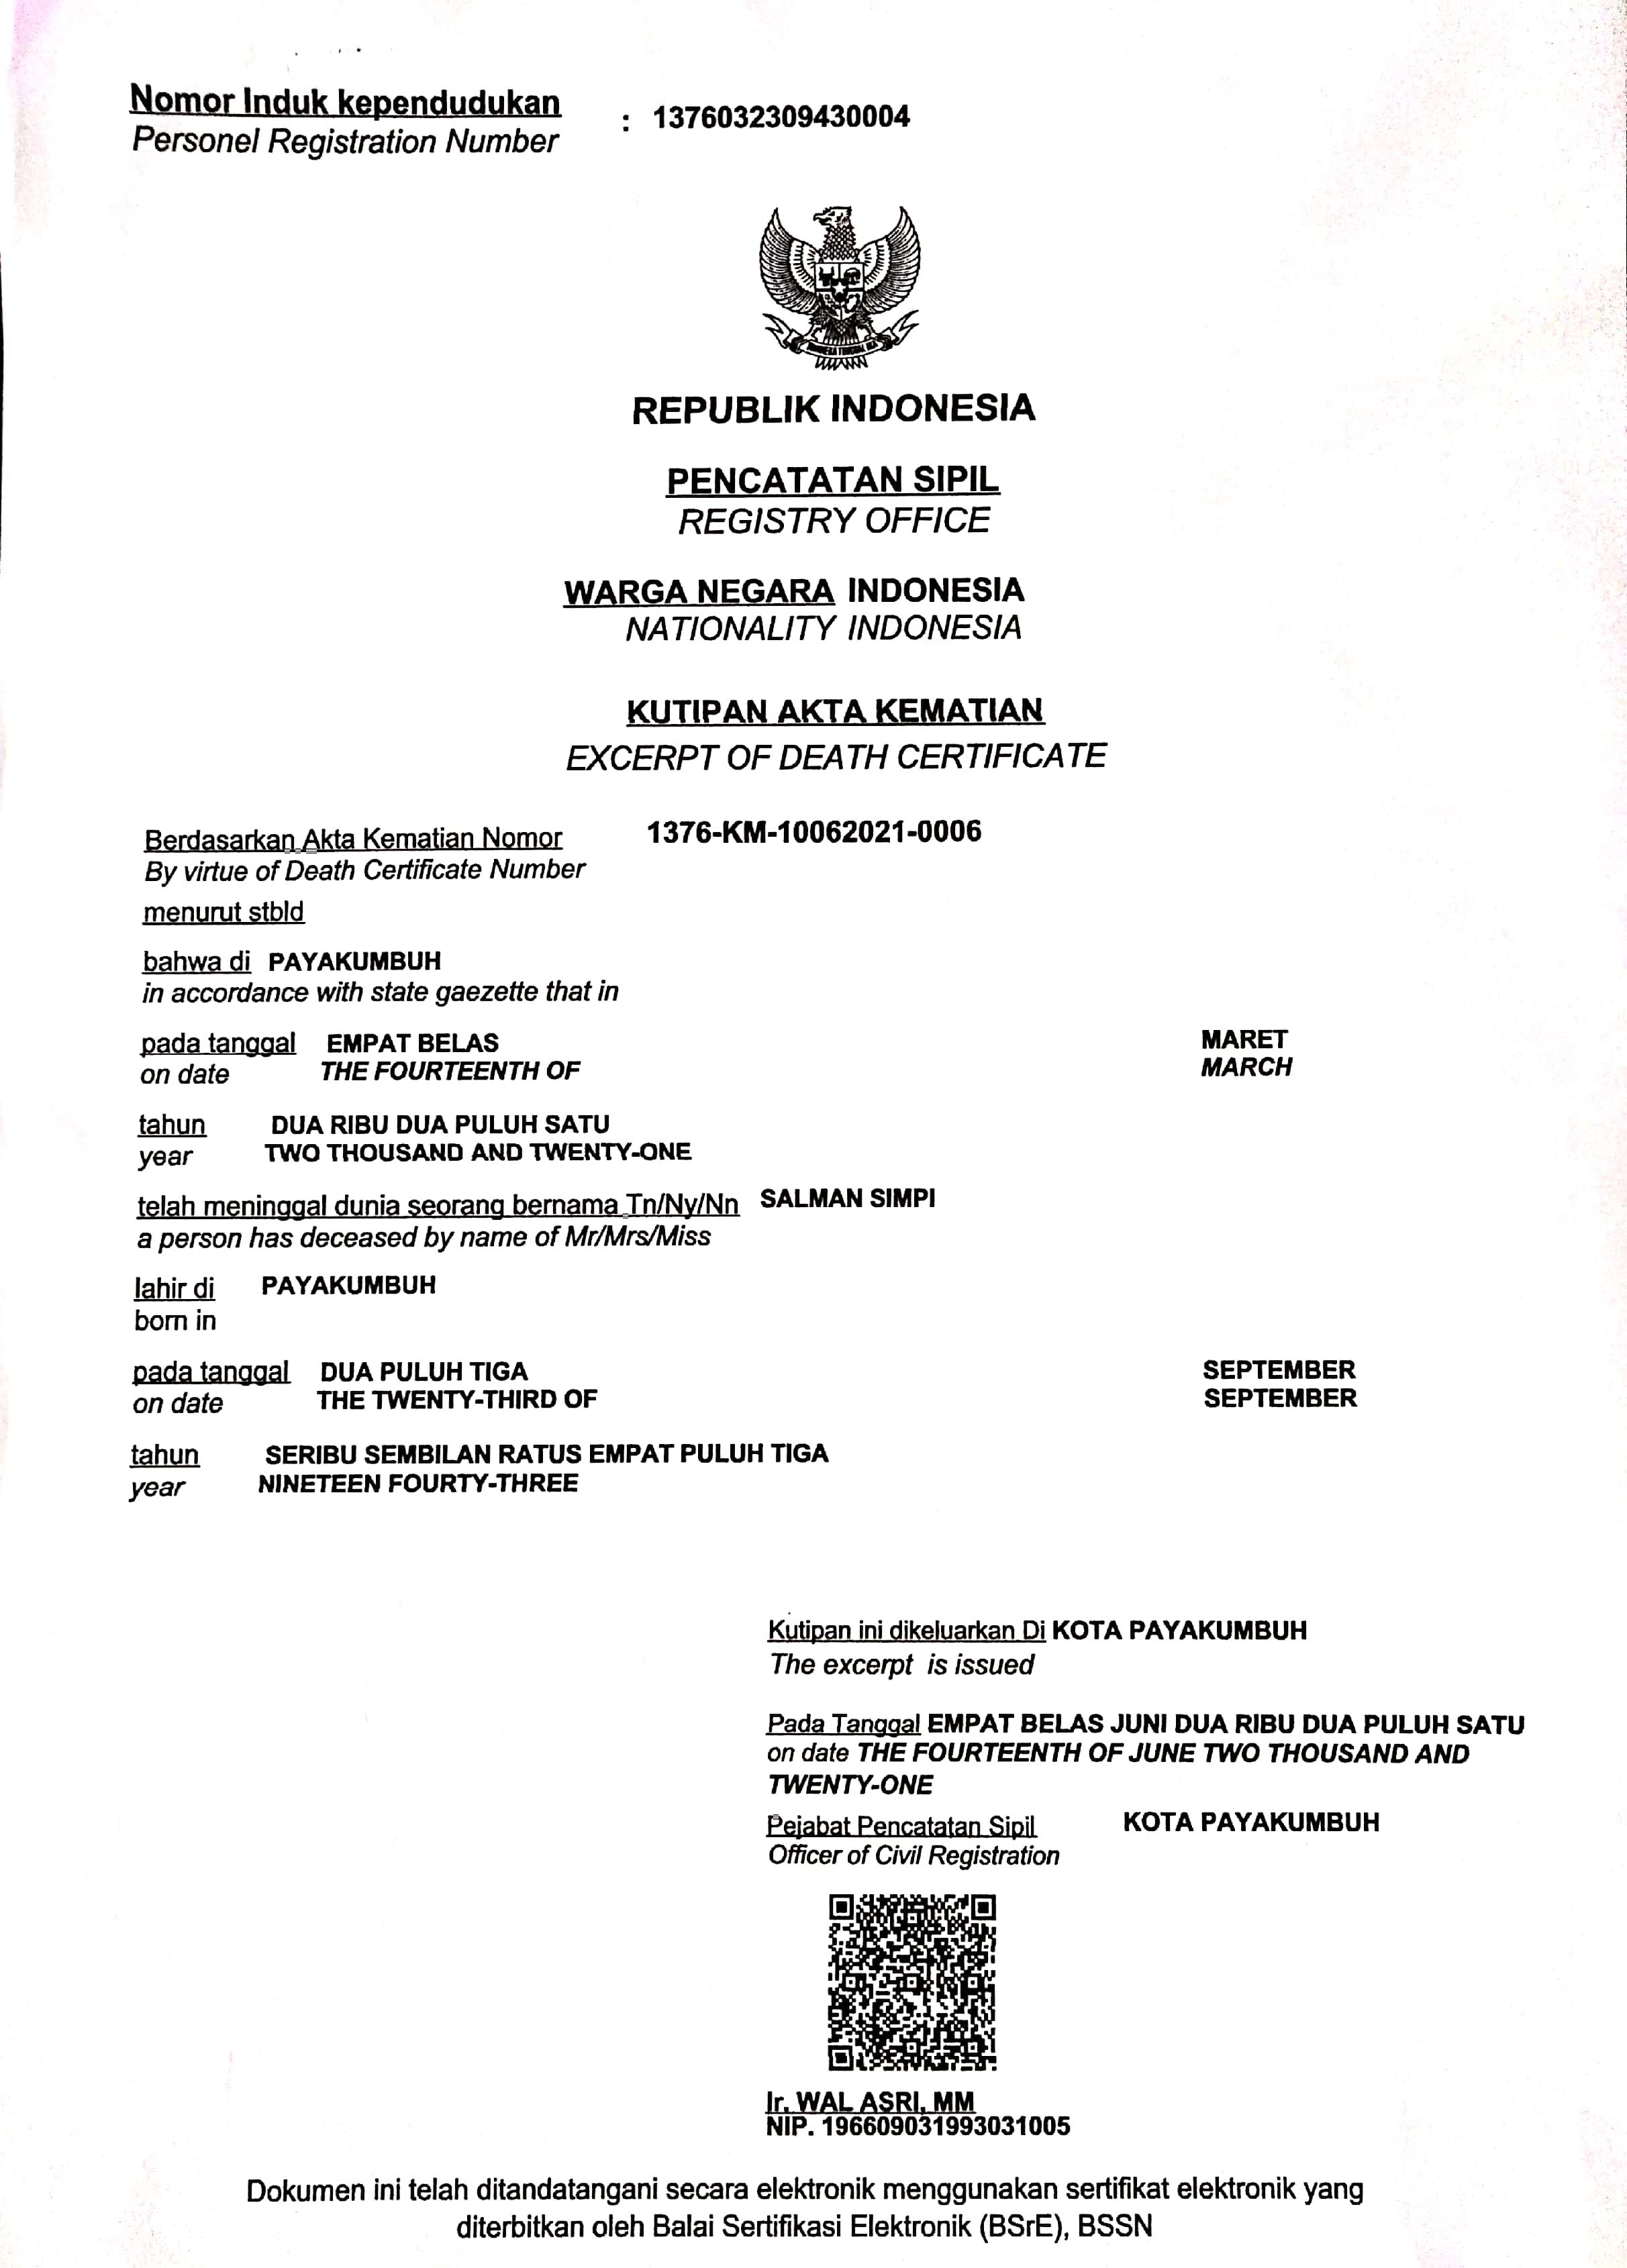 Nomor Induk kependudukan : 1376032309430004
Personel Registration Number
REPUBLIK INDONESIA
PENCATATAN SIPIL
REGISTRY OFFICE
WARGA NEGARA INDONESIA
NATIONALITY INDONESIA
KUTIPAN AKTA KEMATIAN
EXCERPT OF DEATH CERTIFICATE
Berdasarkan Akta Kematian Nomor 1376-KM-10062021-0006
By virtue of Death Certificate Number
menurut stbld
bahwa di PAYAKUMBUH
in accordance with state gaezette that in
pada tanggal EMPAT BELAS MARET
on date THE FOURTEENTH OF MARCH
tahun DUA RIBU DUA PULUH SATU
year TWO THOUSAND AND TWENTY-ONE
telah meninggal dunia seorang bernama Tn/Ny/Nn SALMAN SIMPI
a person has deceased by name of Mr/Mrs/Miss
lahir di PAYAKUMBUH
born in
pada tanggal DUA PULUH TIGA SEPTEMBER
on date THE TWENTY-THIRD OF SEPTEMBER
tahun SERIBU SEMBILAN RATUS EMPAT PULUH TIGA
year NINETEEN FOURTY-THREE
Kutipan ini dikeluarkan Di KOTA PAYAKUMBUH
The excerpt is issued
Pada Tanggal EMPAT BELAS JUNI DUA RIBU DUA PULUH SATU
on date THE FOURTEENTH OF JUNE TWO THOUSAND AND
TWENTY-ONE
Pejabat Pencatatan Sipil KOTA PAYAKUMBUH
Officer of Civil Registration
Ir. WAL ASRI, MM
NIP. 196609031993031005
Dokumen ini telah ditandatangani secara elektronik menggunakan sertifikat elektronik yang
diterbitkan oleh Balai Sertifikasi Elektronik (BSrE), BSSN